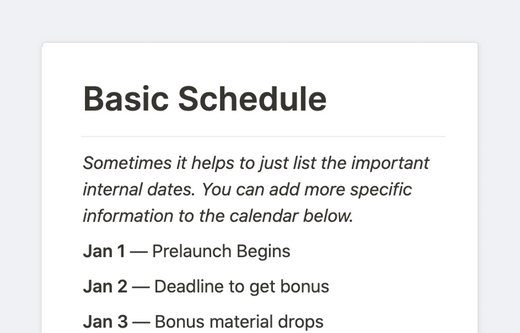 Basic Schedule
Sometimes it helps to just list the important
internal dates. You can add more specific
information to the calendar below.
Jan 1 — Prelaunch Begins
Jan 2 — Deadline to get bonus
Jan 3 — Bonus material drops